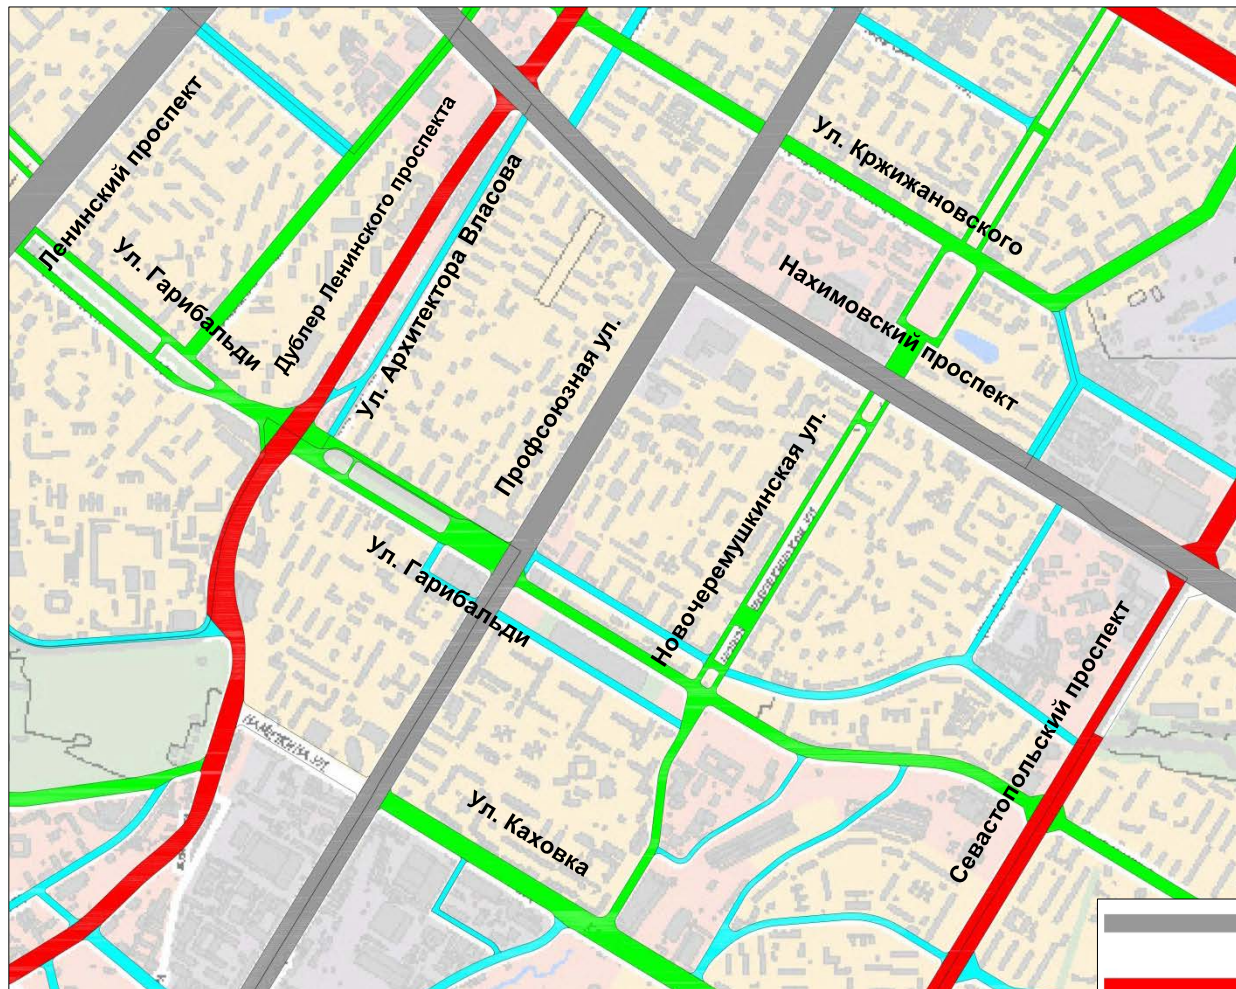 Ленинский проспект
Ул. Гарибальди
Дублер Ленинского проспекта
Ул. Архитектора Власова
Профсоюзная ул.
Ул. Кржижановского
Нахимовский проспект
Новочеремушкинская ул.
Ул. Гарибальди
Севастопольский проспект
Ул. Каховка